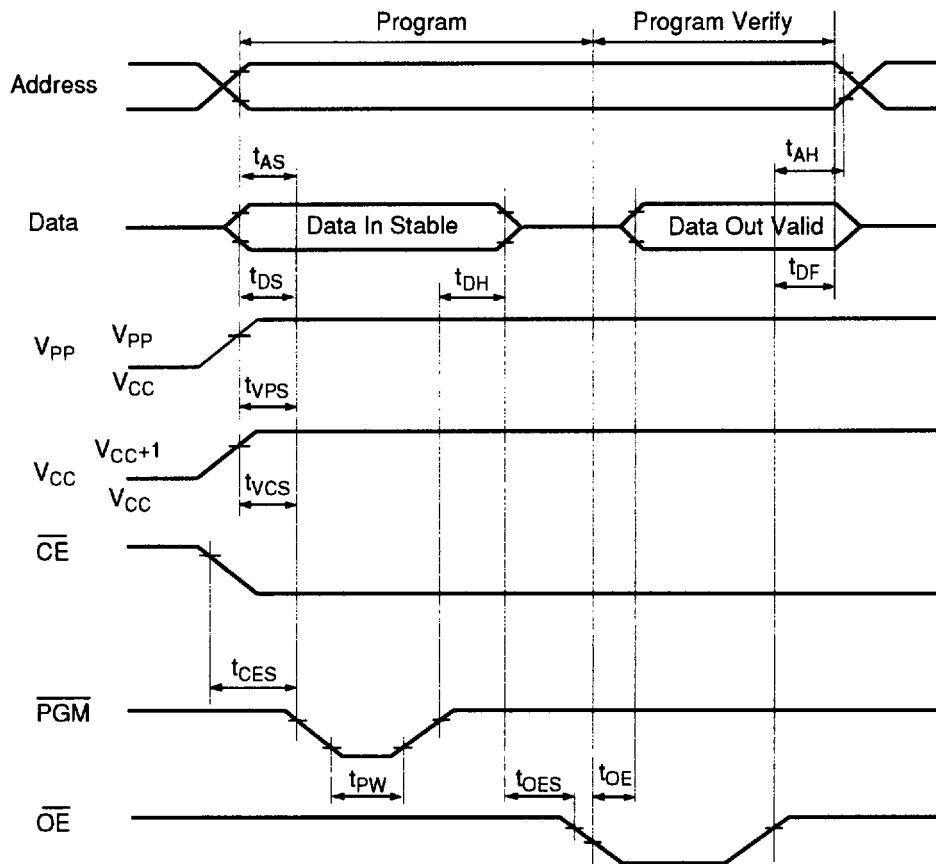 Program
Program Verify
Address
tAS
tAH
Data
Data In Stable
Data Out Valid
tDS
tDH
tDF
VPP
VPP
VCC
tVPS
VCC
VCC+1
VCC
tVCS
CE
tCES
PGM
tPW
tOES
tOE
OE